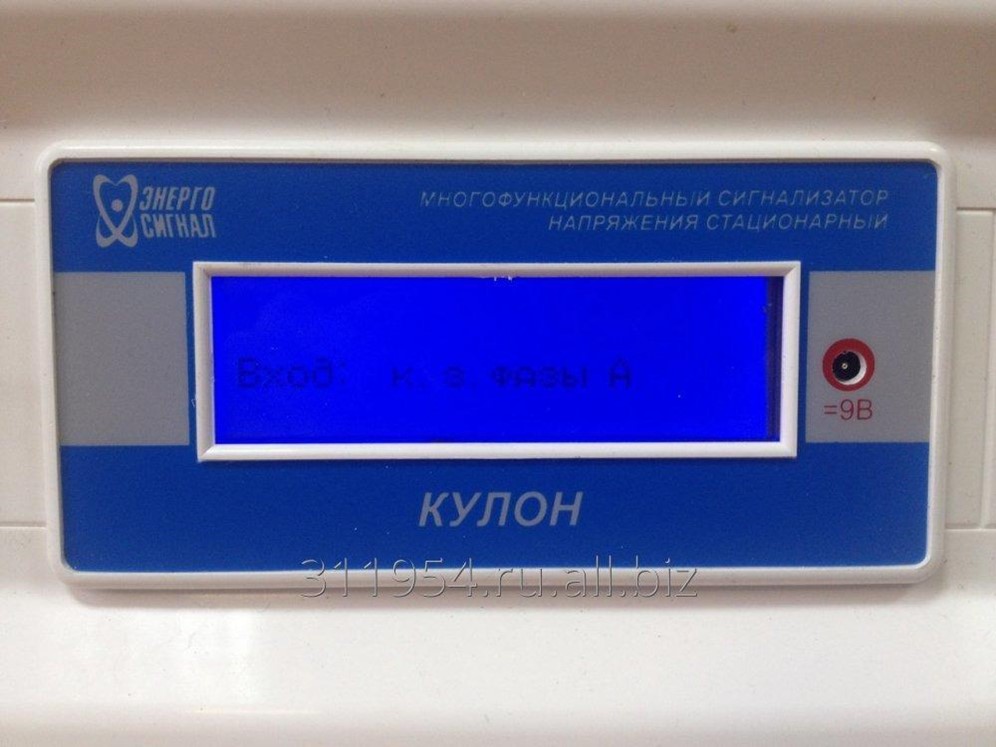 ЭНЕРГО
СИГНАЛ
МНОГОФУНКЦИОНАЛЬНЫЙ СИГНАЛИЗАТОР
НАПРЯЖЕНИЯ СТАЦИОНАРНЫЙ
Вход: к.з.фазы А
=9В
КУЛОН
311954.ru.all.biz